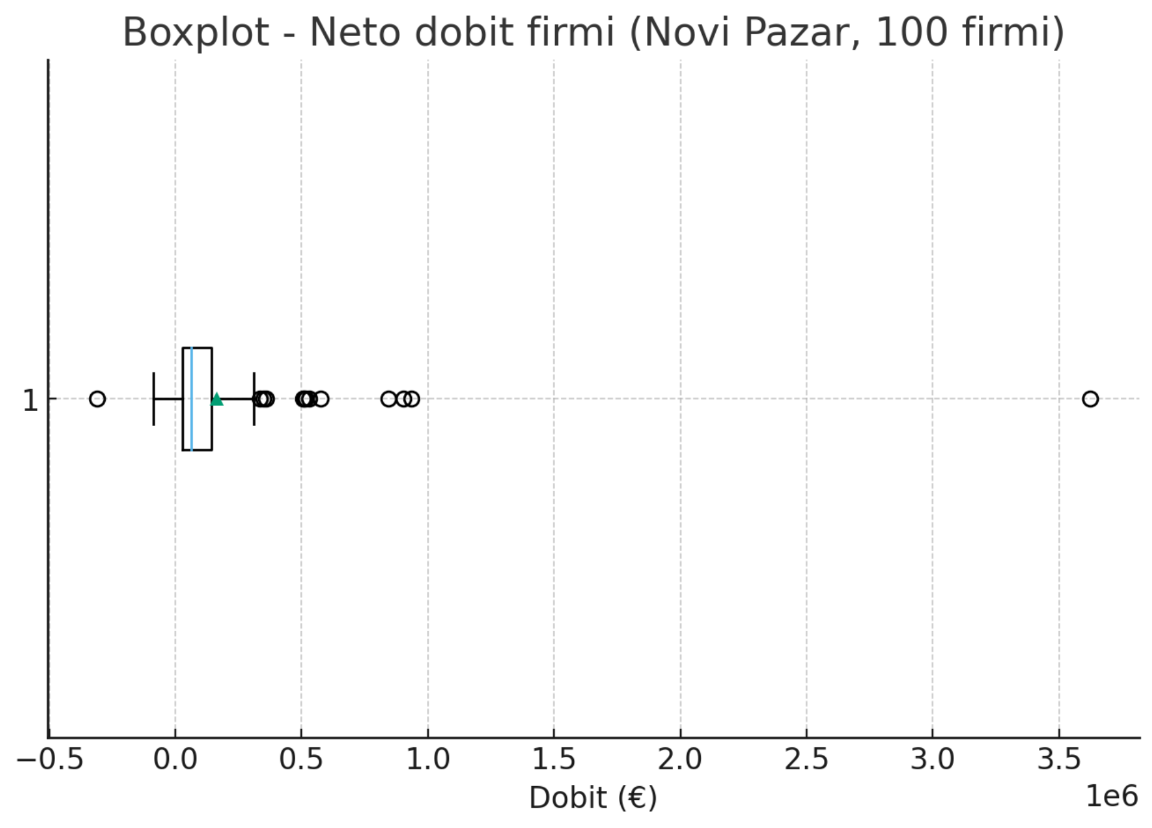 Boxplot - Neto dobit firmi (Novi Pazar, 100 firmi)
1
−0.5 0.0 0.5 1.0 1.5 2.0 2.5 3.0 3.5
Dobit (€)
1e6